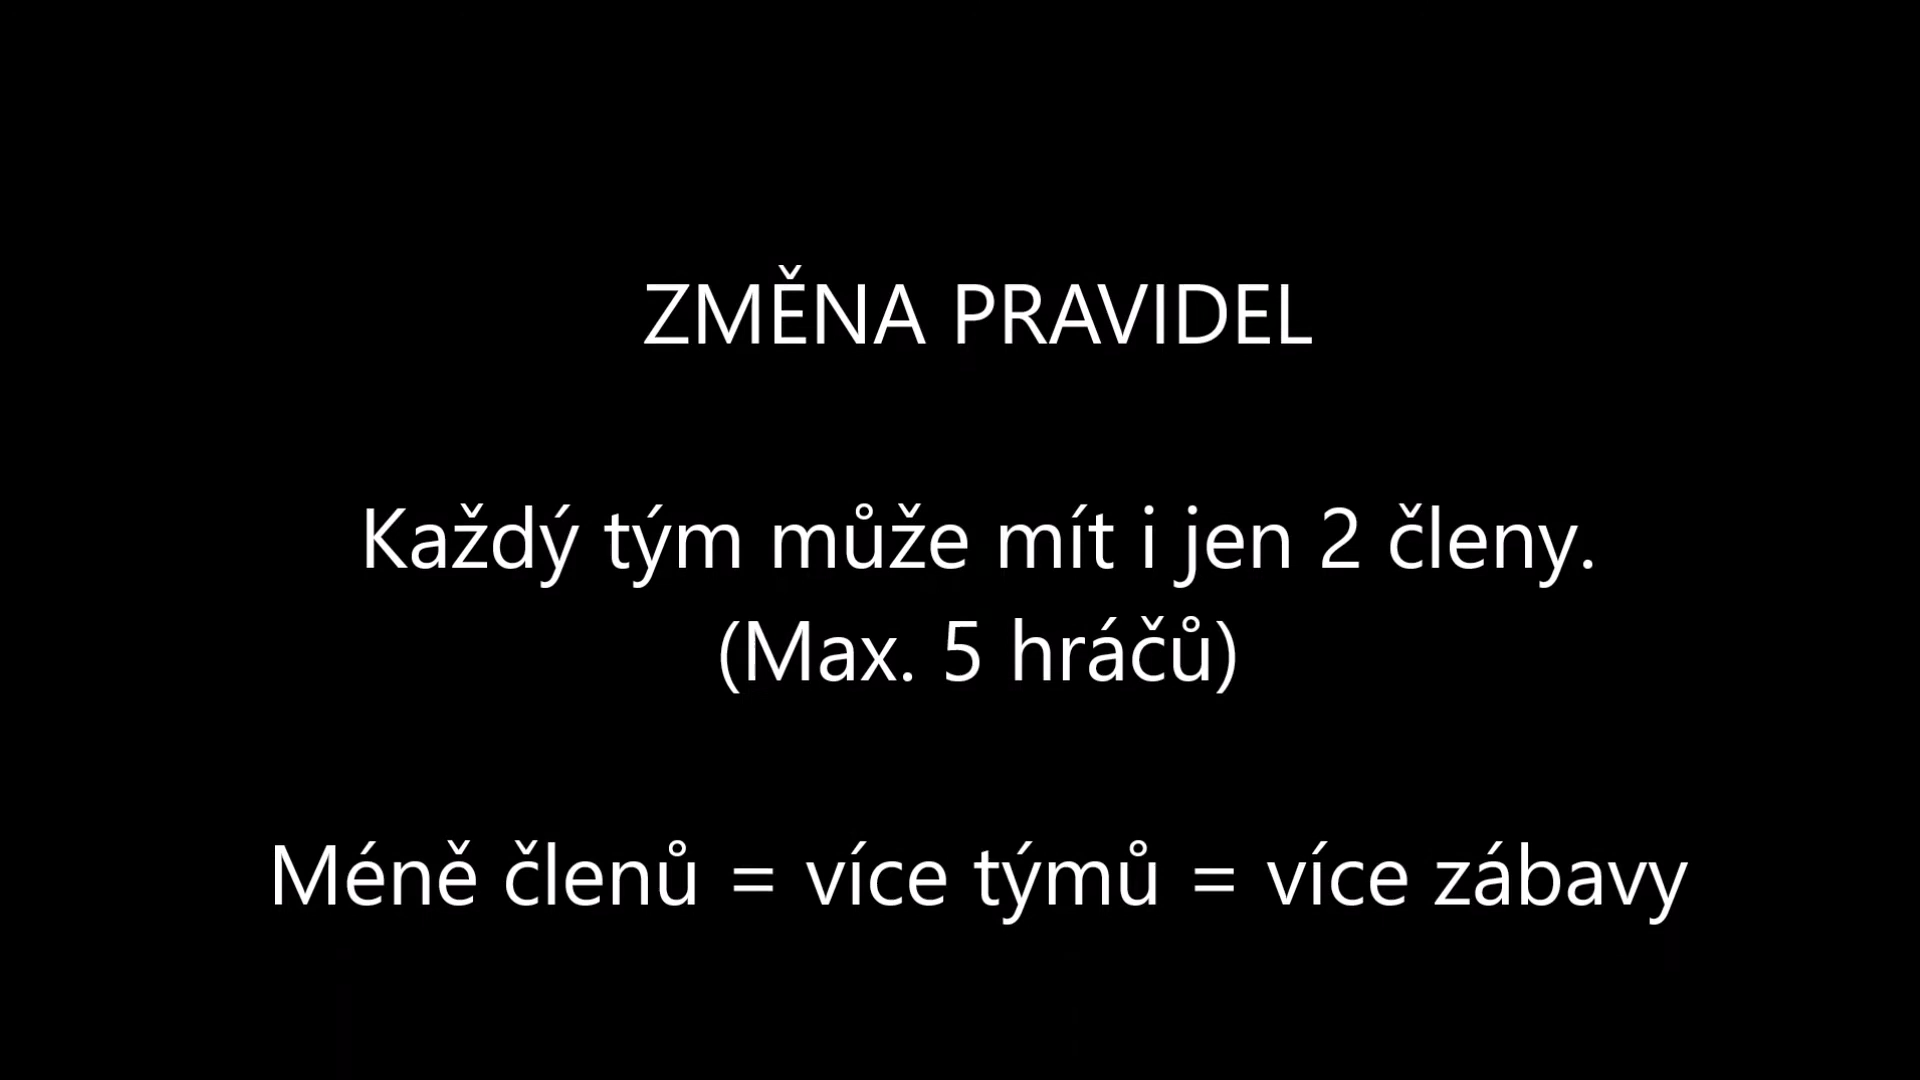 ZMĚNA PRAVIDEL
Každý tým může mít i jen 2 členy.
(Max. 5 hráčů)
Méně členů = více týmů = více zábavy